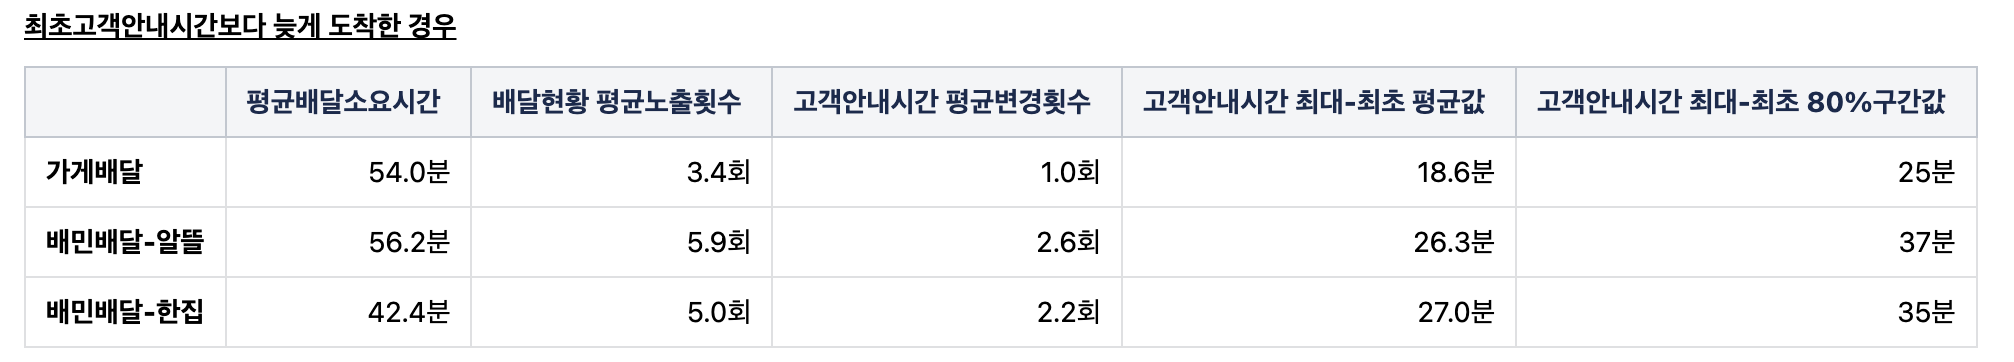 최초고객안내시간보다 늦게 도착한 경우
평균배달소요시간 배달현황 평균노출횟수 고객안내시간 평균변경횟수 고객안내시간 최대-최초 평균값 고객안내시간 최대-최초 80%구간값
가게배달 54.0분 3.4회 1.0회 18.6분 25분
배민배달-알뜰 56.2분 5.9회 2.6회 26.3분 37분
배민배달-한집 42.4분 5.0회 2.2회 27.0분 35분